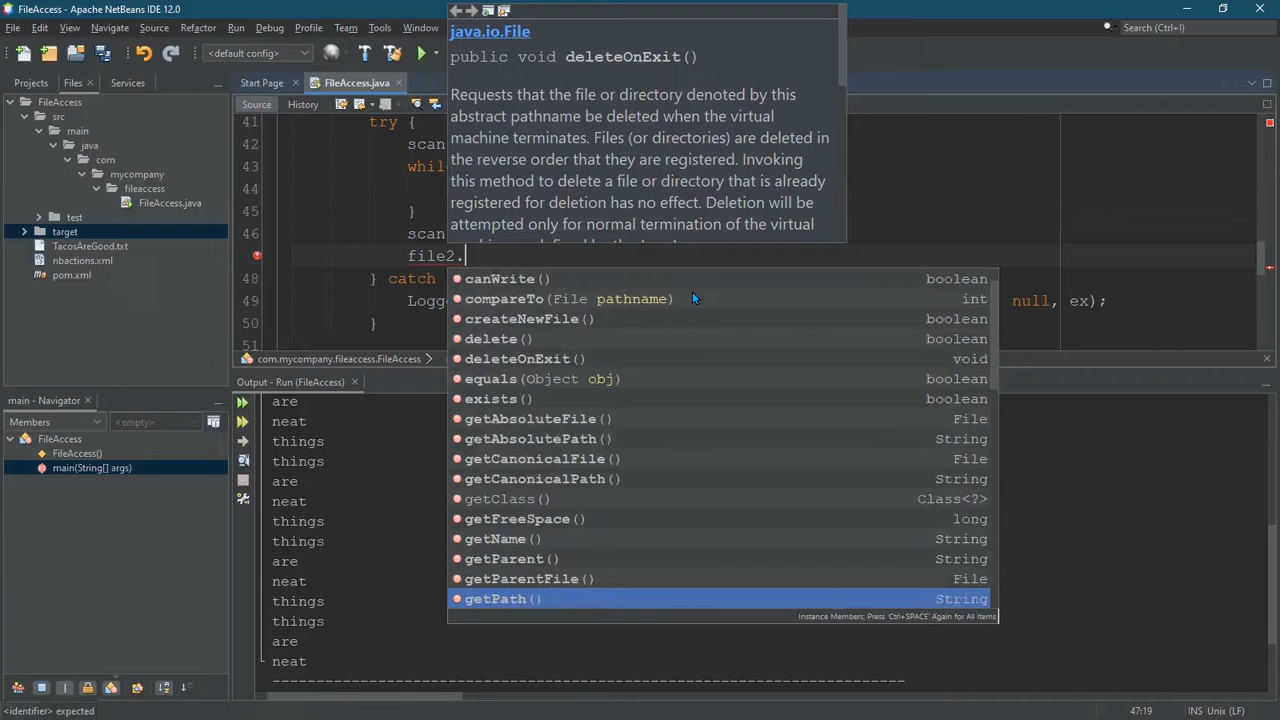 FileAccess - Apache NetBeans IDE 12.0
File Edit View Navigate Source Refactor Run Debug Profile Team Tools Window
Search (Ctrl+I)
<default config>
Projects Files Services
Start Page FileAccess.java
Source History
FileAccess
src
main
java
com
mycompany
fileaccess
FileAccess.java
test
target
TacosAreGood.txt
nbactions.xml
pom.xml
java.io.File
public void deleteOnExit()
Requests that the file or directory denoted by this
abstract pathname be deleted when the virtual
machine terminates. Files (or directories) are deleted in
the reverse order that they are registered. Invoking
this method to delete a file or directory that is already
registered for deletion has no effect. Deletion will be
attempted only for normal termination of the virtual
41 try {
42 scan
43 while
44
45 }
46 scan
file2.
} catch
49 Logg null, ex);
50 }
51
canWrite() boolean
compareTo(File pathname) int
createNewFile() boolean
delete() boolean
deleteOnExit() void
equals(Object obj) boolean
exists() boolean
getAbsoluteFile() File
getAbsolutePath() String
getCanonicalFile() File
getCanonicalPath() String
getClass() Class<?>
getFreeSpace() long
getName() String
getParent() String
getParentFile() File
getPath() String
Instance Members; Press 'Ctrl+SPACE' Again for All Items
com.mycompany.fileaccess.FileAccess
Output - Run (FileAccess)
are
neat
things
things
are
neat
things
things
are
neat
things
things
are
neat
--------------------------------------------------------------------------
main - Navigator
Members <empty>
FileAccess
FileAccess()
main(String[] args)
<identifier> expected
47:19 INS Unix (LF)